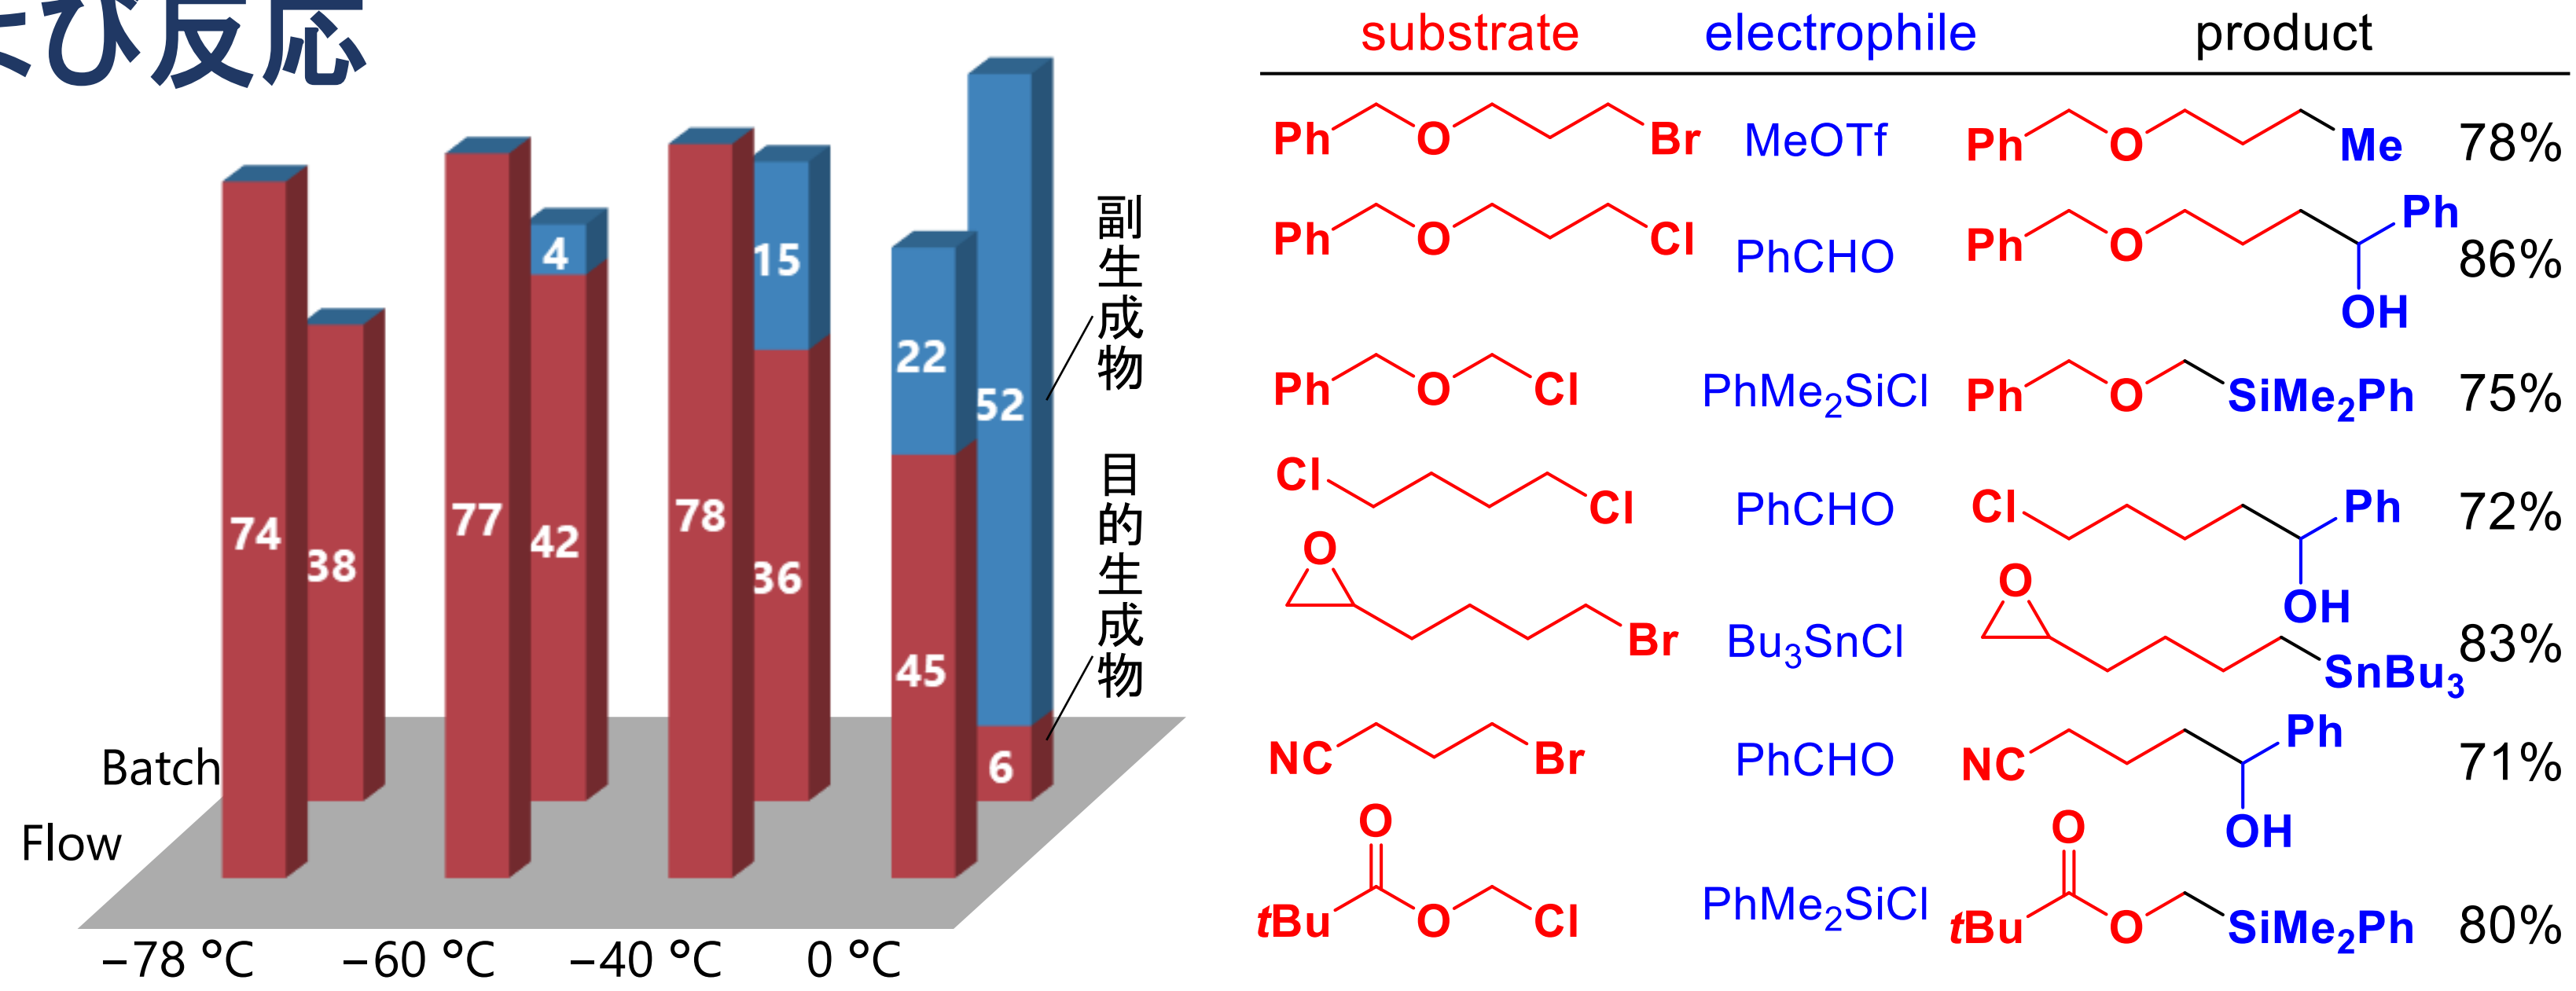 び反応
74
38
77
4
42
78
15
36
22
45
52
6
副生成物
目的生成物
Batch
Flow
−78 °C
−60 °C
−40 °C
0 °C
substrate electrophile product
Ph O Br MeOTf Ph O Me 78%
Ph O Cl PhCHO Ph O Ph OH 86%
Ph O Cl PhMe₂SiCl Ph O SiMe₂Ph 75%
Cl Cl PhCHO Cl Ph OH 72%
O Br Bu₃SnCl O SnBu₃ 83%
NC Br PhCHO NC Ph OH 71%
O tBu O Cl PhMe₂SiCl O tBu O SiMe₂Ph 80%